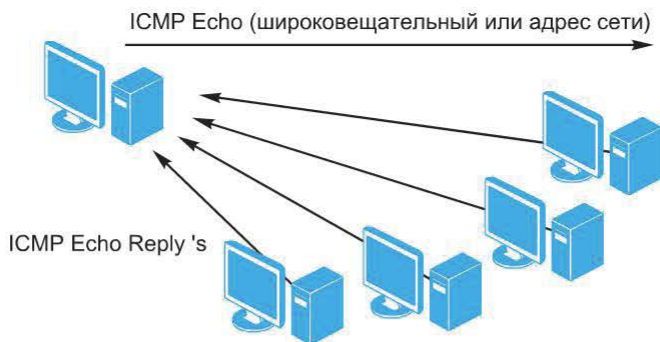 ICMP Echo (широковещательный или адрес сети)
ICMP Echo Reply 's